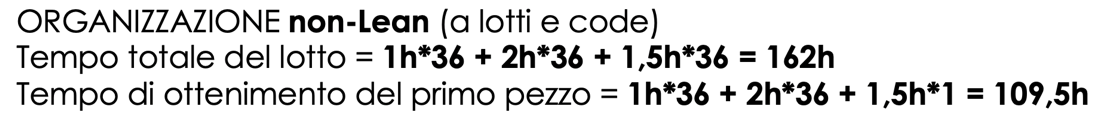 ORGANIZZAZIONE non-Lean (a lotti e code)
Tempo totale del lotto = 1h*36 + 2h*36 + 1,5h*36 = 162h
Tempo di ottenimento del primo pezzo = 1h*36 + 2h*36 + 1,5h*1 = 109,5h